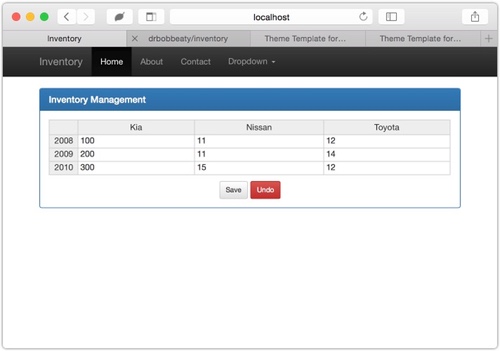 localhost
Inventory drbobbeaty/inventory Theme Template for... Theme Template for...
Inventory Home About Contact Dropdown
Inventory Management
Kia Nissan Toyota
2008 100 11 12
2009 200 11 14
2010 300 15 12
Save Undo